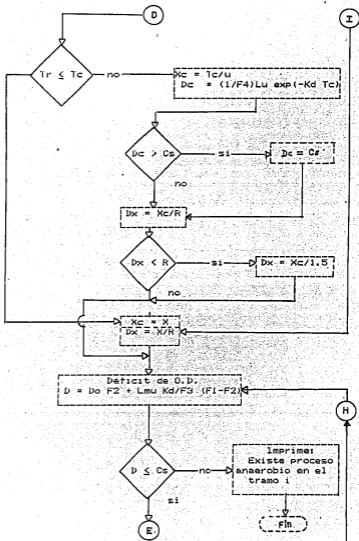 D
I
Tr ≤ Tc
no
Xc = Tc/u
Dc = (1/F4)Lu exp(-Kd Tc)
Dc > Cs
si
Dc = Cs
no
Dx = Xc/R
Dx < R
si
Dx = Xc/1.5
no
Xc = X
Dx = X/R
Déficit de O.D.
D = Do F2 + Lmu Kd/F3 (F1-F2)
H
D ≤ Cs
no
Imprime:
Existe proceso
anaerobio en el
tramo i
si
E
Fin